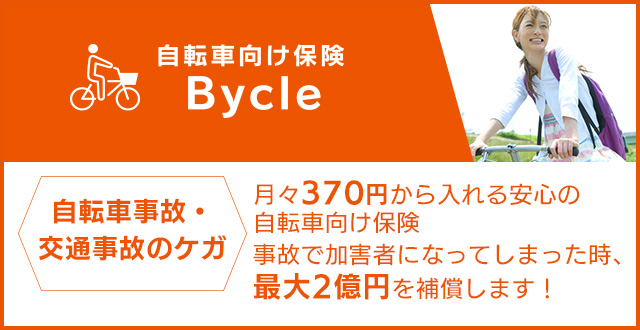 自転車向け保険
Bycle
自転車事故・
交通事故のケガ
月々370円から入れる安心の
自転車向け保険
事故で加害者になってしまった時、
最大2億円を補償します！